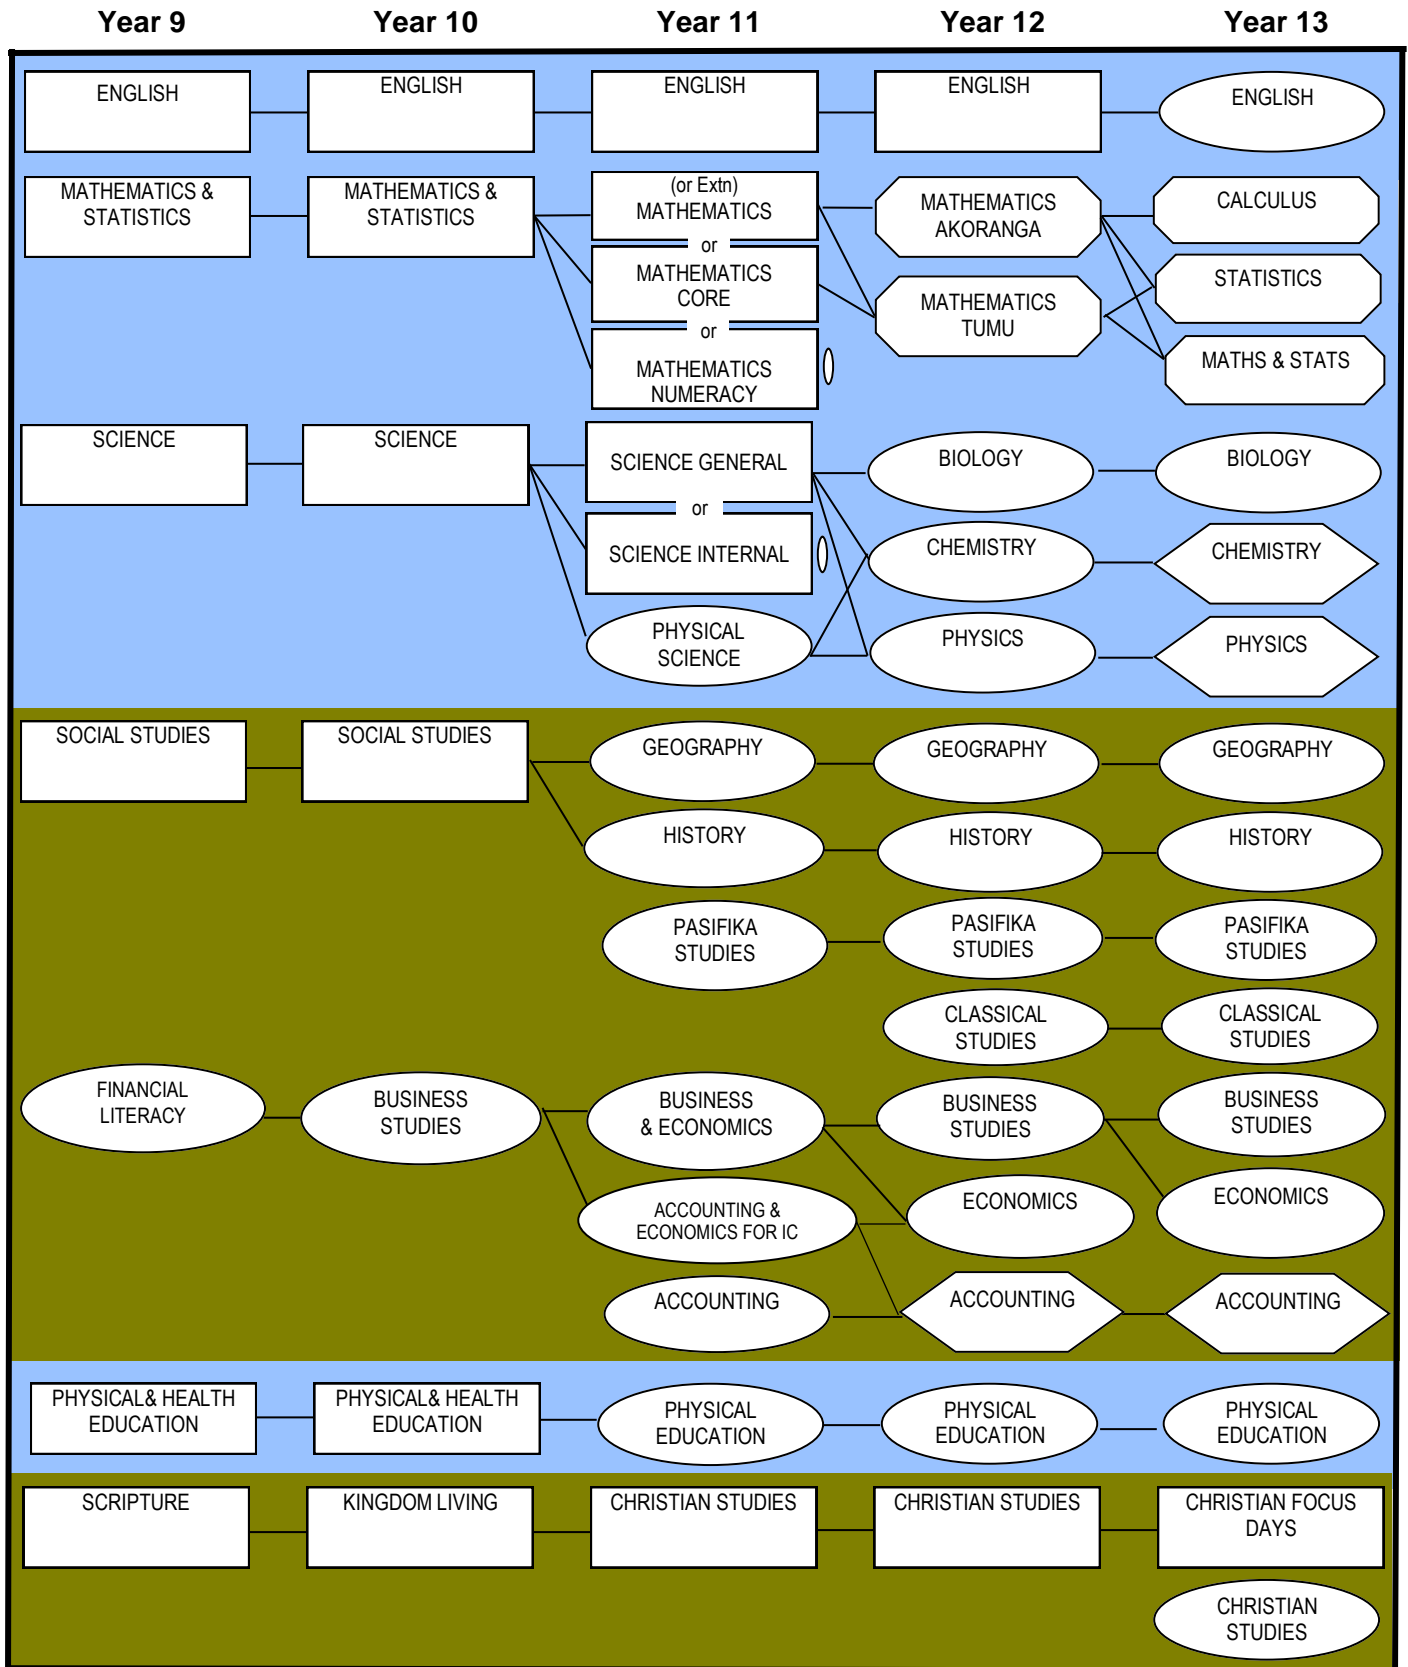 Year 9 Year 10 Year 11 Year 12 Year 13
ENGLISH ENGLISH ENGLISH ENGLISH ENGLISH
MATHEMATICS &
STATISTICS
MATHEMATICS &
STATISTICS
(or Extn)
MATHEMATICS
or
MATHEMATICS
CORE
or
MATHEMATICS
NUMERACY
MATHEMATICS
AKORANGA
MATHEMATICS
TUMU
CALCULUS
STATISTICS
MATHS & STATS
SCIENCE
SCIENCE
SCIENCE GENERAL
or
SCIENCE INTERNAL
PHYSICAL
SCIENCE
BIOLOGY
CHEMISTRY
PHYSICS
BIOLOGY
CHEMISTRY
PHYSICS
SOCIAL STUDIES
SOCIAL STUDIES
GEOGRAPHY
GEOGRAPHY
GEOGRAPHY
HISTORY
HISTORY
HISTORY
PASIFIKA
STUDIES
PASIFIKA
STUDIES
PASIFIKA
STUDIES
CLASSICAL
STUDIES
CLASSICAL
STUDIES
FINANCIAL
LITERACY
BUSINESS
STUDIES
BUSINESS
& ECONOMICS
BUSINESS
STUDIES
BUSINESS
STUDIES
ACCOUNTING &
ECONOMICS FOR IC
ECONOMICS
ECONOMICS
ACCOUNTING
ACCOUNTING
ACCOUNTING
PHYSICAL& HEALTH
EDUCATION
PHYSICAL& HEALTH
EDUCATION
PHYSICAL
EDUCATION
PHYSICAL
EDUCATION
PHYSICAL
EDUCATION
SCRIPTURE
KINGDOM LIVING
CHRISTIAN STUDIES
CHRISTIAN STUDIES
CHRISTIAN FOCUS
DAYS
CHRISTIAN
STUDIES